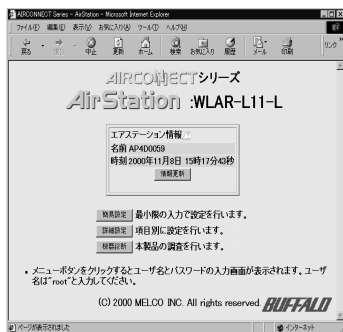 AIRCONNECT Series - AirStation - Microsoft Internet Explorer
ファイル(F) 編集(E) 表示(V) お気に入り(A) ツール(T) ヘルプ(H)
戻る 進む 中止 更新 ホーム 検索 お気に入り 履歴 メール 印刷 リンク
AIRCONNECTシリーズ
AirStation :WLAR-L11-L
エアステーション情報
名前 AP4D0059
時刻 2000年11月8日 15時17分43秒
情報更新
簡易設定 最小限の入力で設定を行います。
詳細設定 項目別に設定を行います。
機器診断 本製品の調査を行います。
• メニューボタンをクリックするとユーザ名とパスワードの入力画面が表示されます。ユーザ
名は"root"と入力してください。
(C) 2000 MELCO INC. All rights reserved. BUFFALO
ページが表示されました インターネット